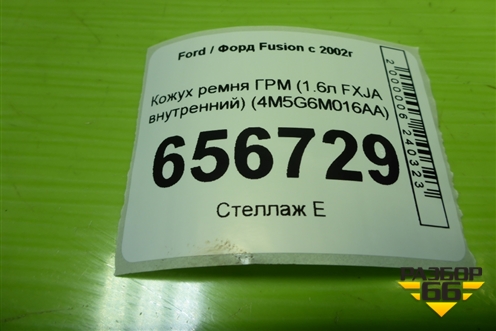 Ford / Форд Fusion с 2002г
Кожух ремня ГРМ (1.6л FXJA
внутренний) (4M5G6M016AA)
656729
Стеллаж Е
2000006240323
РАЗБОР
66